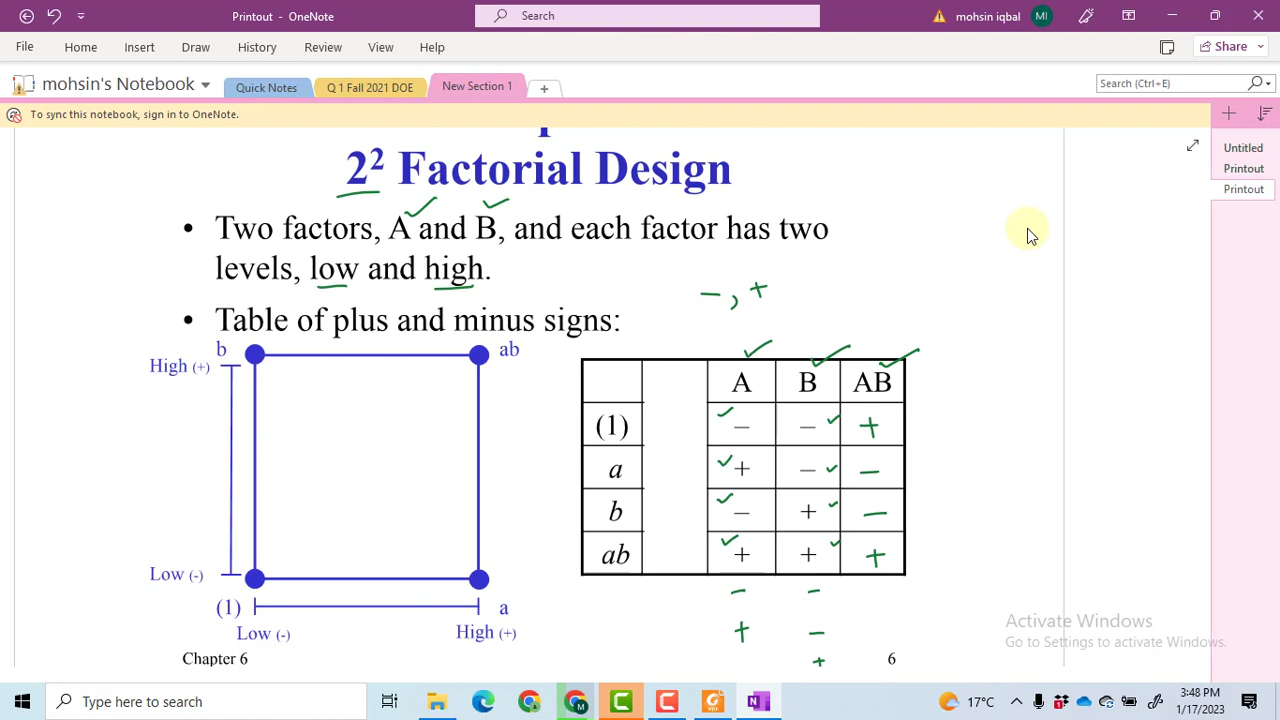 Printout - OneNote
Search
mohsin iqbal
MI
File Home Insert Draw History Review View Help
Share
mohsin's Notebook
Quick Notes
Q 1 Fall 2021 DOE
New Section 1
+
Search (Ctrl+E)
To sync this notebook, sign in to OneNote.
Untitled
Printout
Printout
2² Factorial Design
• Two factors, A and B, and each factor has two
levels, low and high.
− , +
• Table of plus and minus signs:
b
ab
High (+)
Low (-)
(1)
a
Low (-)
High (+)
A B AB
(1) − − +
a + − −
b − + −
ab + + +
− −
+ −
+
Chapter 6
6
Activate Windows
Go to Settings to activate Windows.
Type here to search
17°C
3:48 PM
1/17/2023